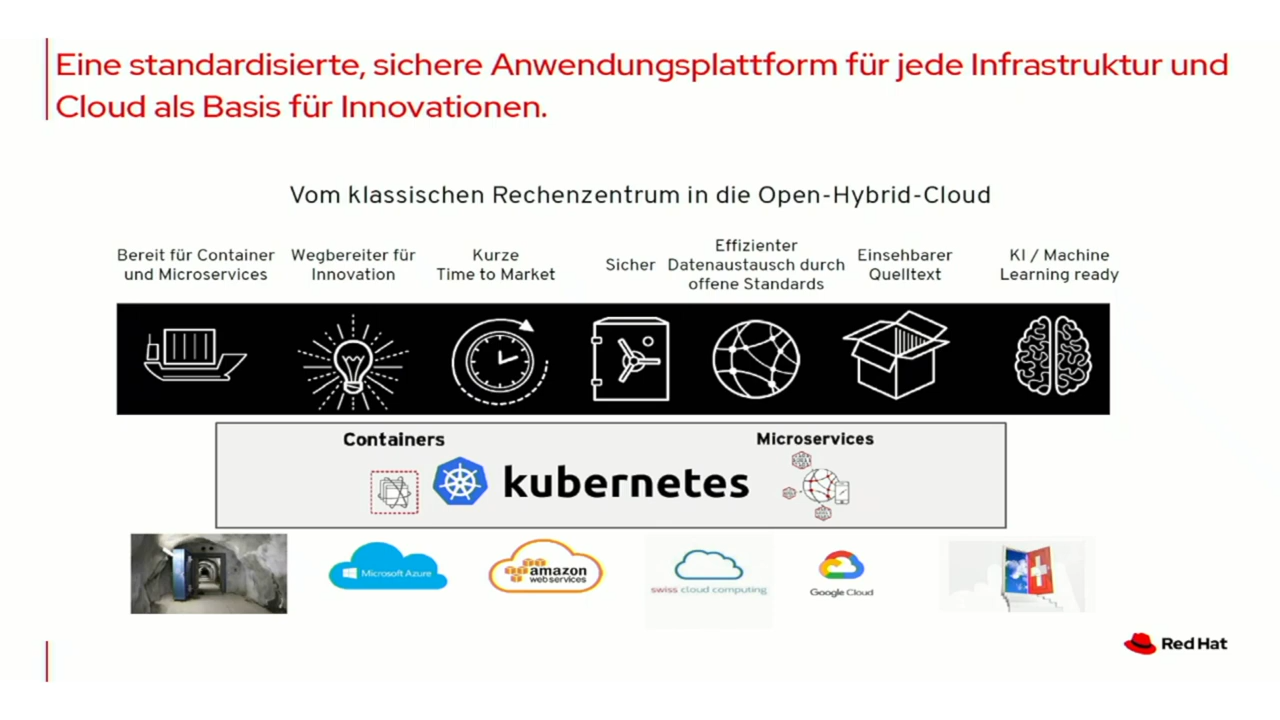 Eine standardisierte, sichere Anwendungsplattform für jede Infrastruktur und
Cloud als Basis für Innovationen.
Vom klassischen Rechenzentrum in die Open-Hybrid-Cloud
Bereit für Container
und Microservices
Wegbereiter für
Innovation
Kurze
Time to Market
Sicher
Effizienter
Datenaustausch durch
offene Standards
Einsehbarer
Quelltext
KI / Machine
Learning ready
Containers
Microservices
kubernetes
Microsoft Azure
amazon
web services
swiss cloud computing
Google Cloud
Red Hat